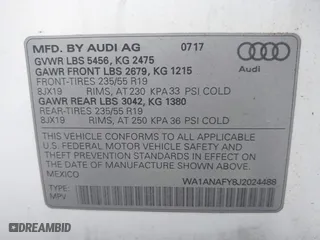 MFD. BY AUDI AG 07/17
GVWR LBS 5456, KG 2475
GAWR FRONT LBS 2679, KG 1215
FRONT-TIRES 235/55 R19
8JX19 RIMS, AT 230 KPA 33 PSI COLD
GAWR REAR LBS 3042, KG 1380
REAR-TIRES 235/55 R19
8JX19 RIMS, AT 250 KPA 36 PSI COLD
Audi
THIS VEHICLE CONFORMS TO ALL APPLICABLE
U.S. FEDERAL MOTOR VEHICLE SAFETY AND
THEFT PREVENTION STANDARDS IN EFFECT ON
THE DATE OF MANUFACTURE SHOWN ABOVE.
MEXICO
WA1ANAFY8J2024488
TYPE:
MPV
DREAMBID